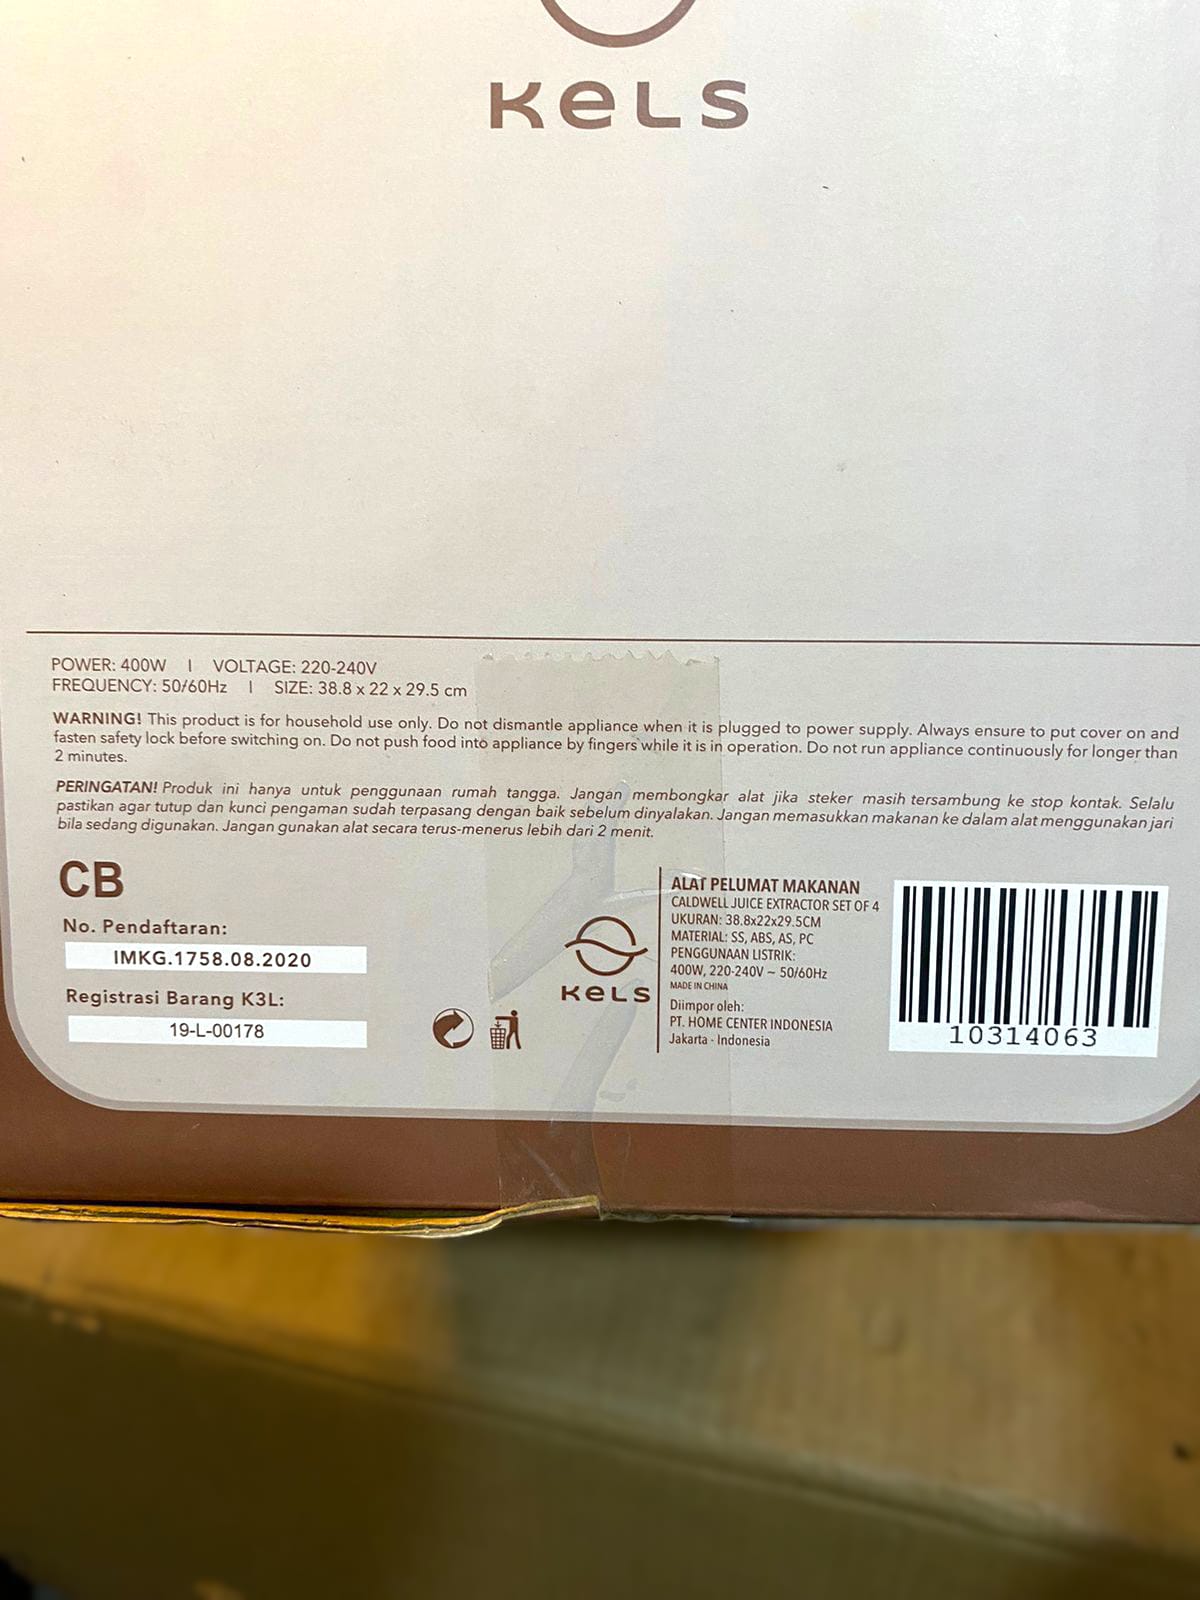 KeLS
POWER: 400W | VOLTAGE: 220-240V
FREQUENCY: 50/60Hz | SIZE: 38.8 x 22 x 29.5 cm
WARNING! This product is for household use only. Do not dismantle appliance when it is plugged to power supply. Always ensure to put cover on and
fasten safety lock before switching on. Do not push food into appliance by fingers while it is in operation. Do not run appliance continuously for longer than
2 minutes.
PERINGATAN! Produk ini hanya untuk penggunaan rumah tangga. Jangan membongkar alat jika steker masih tersambung ke stop kontak. Selalu
pastikan agar tutup dan kunci pengaman sudah terpasang dengan baik sebelum dinyalakan. Jangan memasukkan makanan ke dalam alat menggunakan jari
bila sedang digunakan. Jangan gunakan alat secara terus-menerus lebih dari 2 menit.
CB
No. Pendaftaran:
IMKG.1758.08.2020
Registrasi Barang K3L:
19-L-00178
KeLS
ALAT PELUMAT MAKANAN
CALDWELL JUICE EXTRACTOR SET OF 4
UKURAN: 38.8x22x29.5CM
MATERIAL: SS, ABS, AS, PC
PENGGUNAAN LISTRIK:
400W, 220-240V ~ 50/60Hz
MADE IN CHINA
Diimpor oleh:
PT. HOME CENTER INDONESIA
Jakarta - Indonesia
10314063